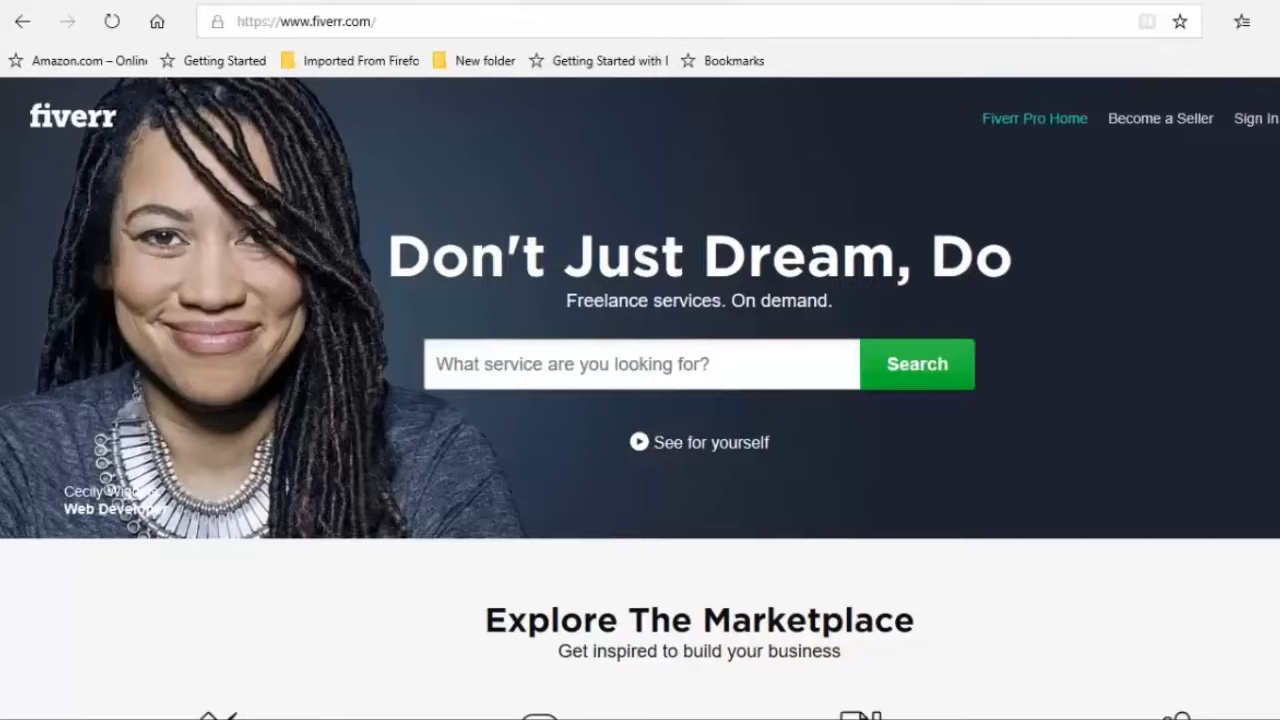 https://www.fiverr.com/
Amazon.com – Onlin
Getting Started
Imported From Firefo
New folder
Getting Started with I
Bookmarks
fiverr
Fiverr Pro Home
Become a Seller
Sign In
Don't Just Dream, Do
Freelance services. On demand.
What service are you looking for?
Search
See for yourself
Cecily
Web Developer
Explore The Marketplace
Get inspired to build your business